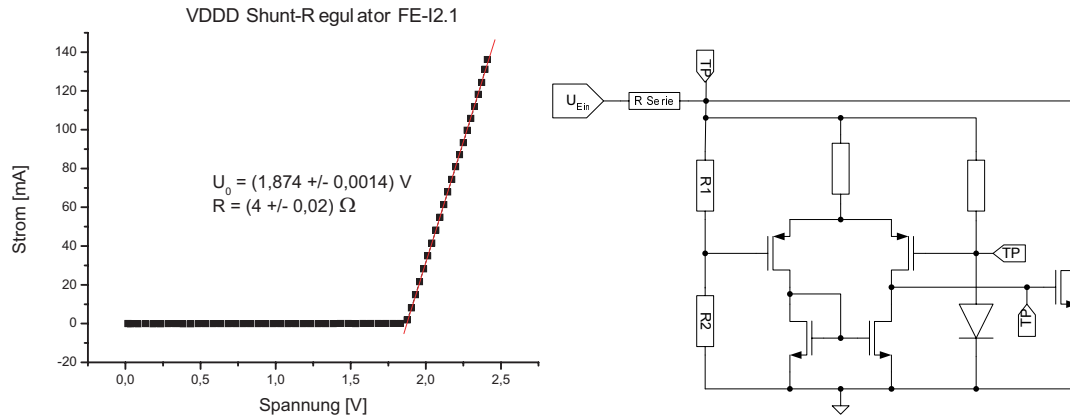 VDDD Shunt-R egul ator FE-I2.1
140
120
100
80
60
40
20
0
-20
0,0
0,5
1,0
1,5
2,0
2,5
Strom [mA]
Spannung [V]
U0 = (1,874 +/- 0,0014) V
R = (4 +/- 0,02) Ω
TP
UEin
R Serie
R1
R2
TP
TP